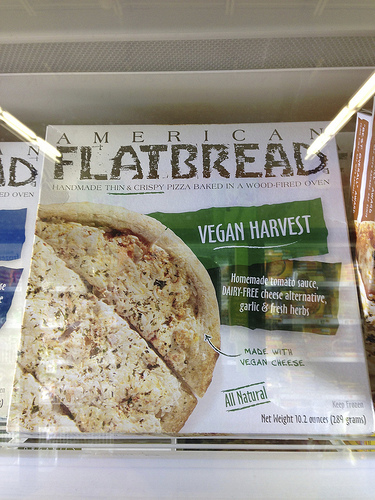 AMERICAN
FLATBREAD
HANDMADE THIN & CRISPY PIZZA BAKED IN A WOOD-FIRED OVEN
VEGAN HARVEST
Homemade tomato sauce,
DAIRY-FREE cheese alternative,
garlic & fresh herbs
MADE WITH
VEGAN CHEESE
All Natural
Keep Frozen
Net Weight 10.2 ounces (289 grams)